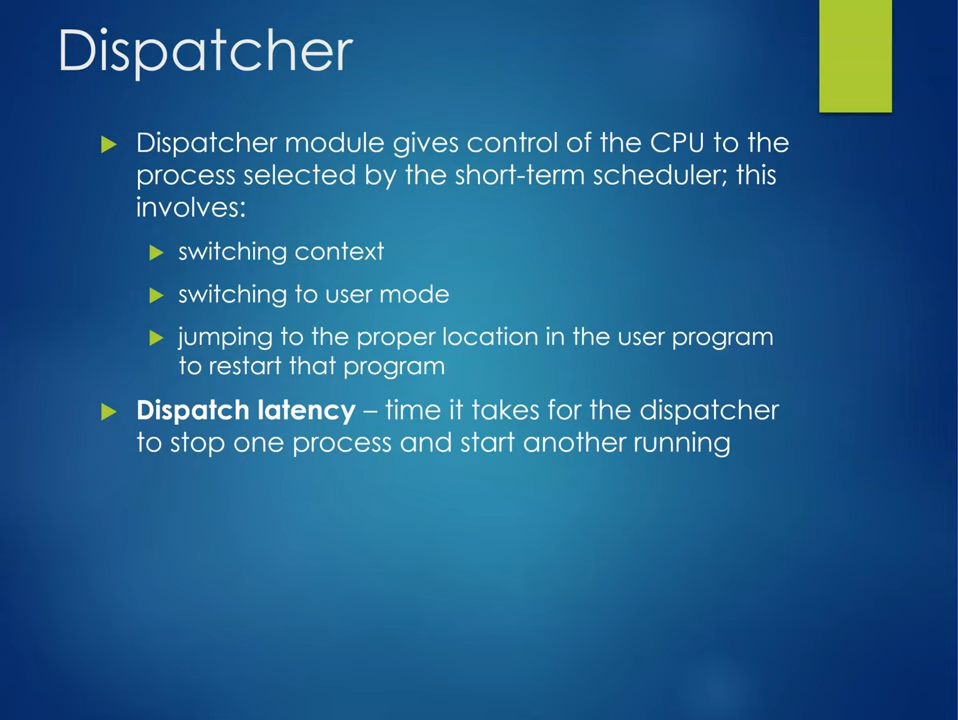 Dispatcher
Dispatcher module gives control of the CPU to the
process selected by the short-term scheduler; this
involves:
switching context
switching to user mode
jumping to the proper location in the user program
to restart that program
Dispatch latency – time it takes for the dispatcher
to stop one process and start another running